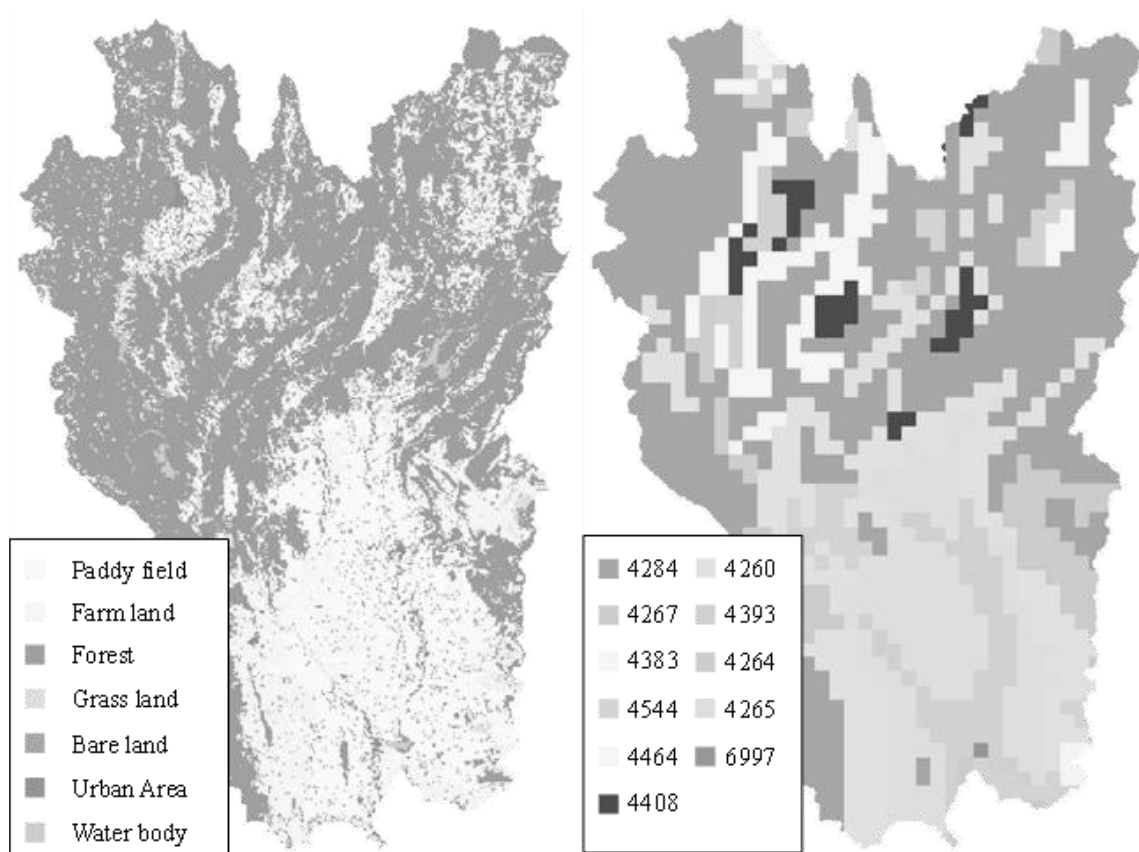 Paddy field
Farm land
Forest
Grass land
Bare land
Urban Area
Water body
4284 4260
4267 4393
4383 4264
4544 4265
4464 6997
4408